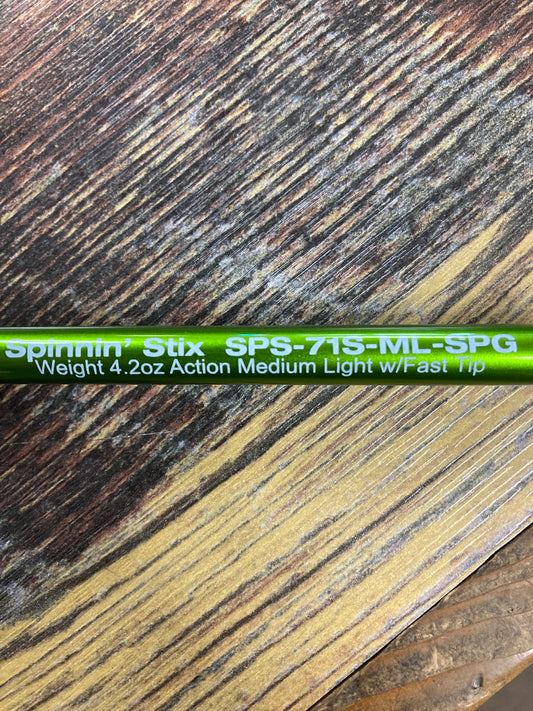 Spinnin' Stix SPS-71S-ML-SPG
Weight 4.2oz Action Medium Light w/Fast Tip